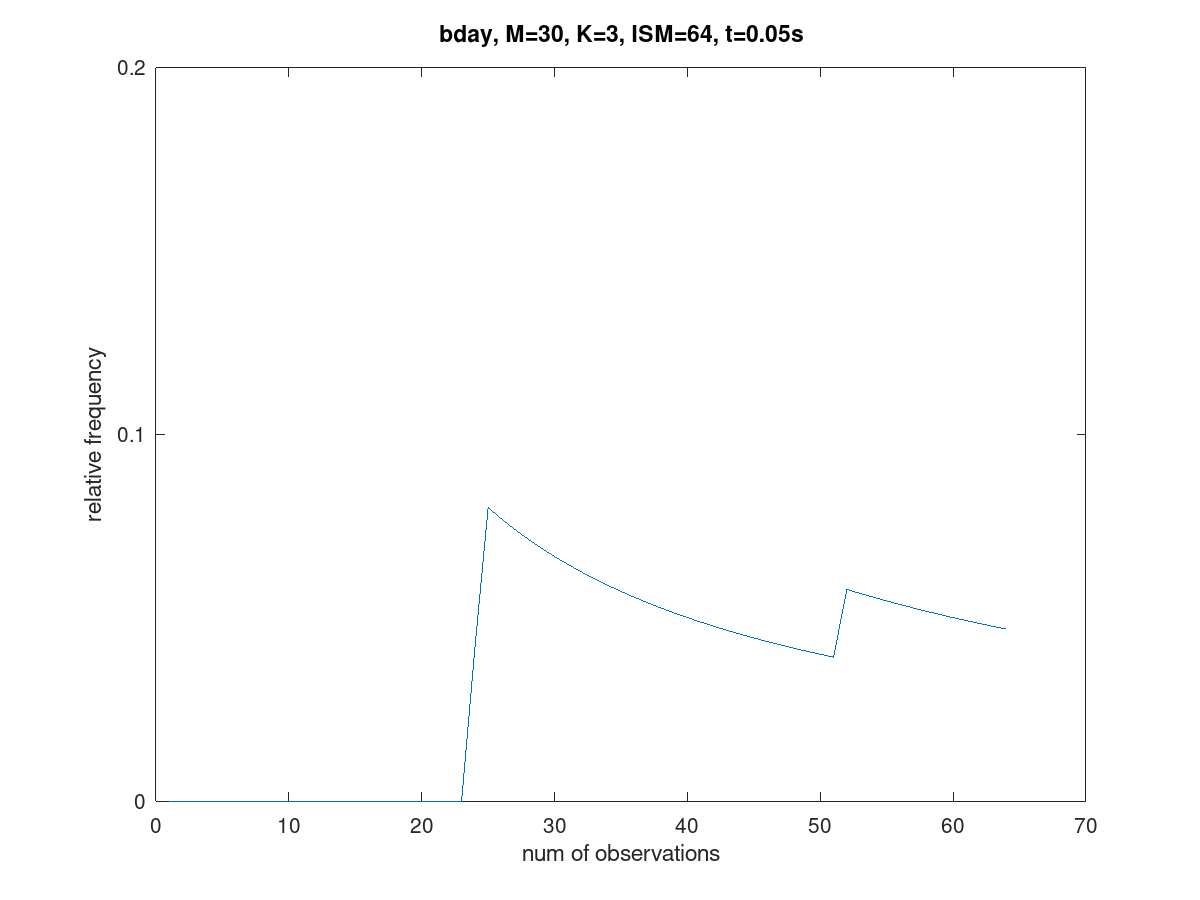 bday, M=30, K=3, ISM=64, t=0.05s
0.2
0.1
0
relative frequency
0 10 20 30 40 50 60 70
num of observations